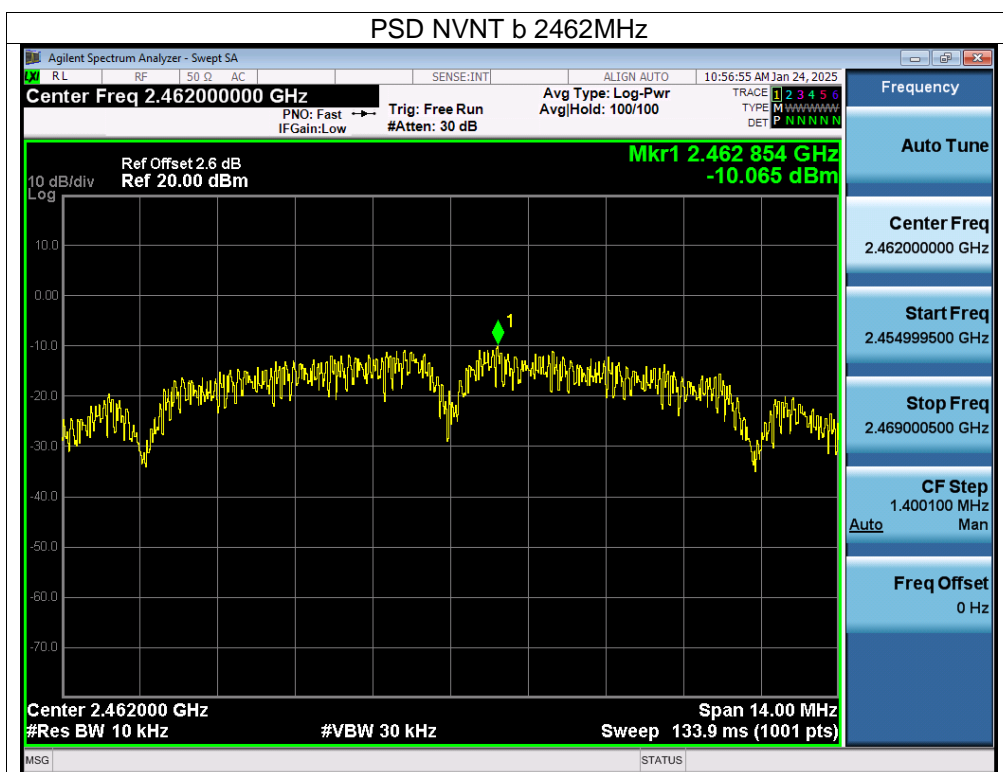 PSD NVNT b 2462MHz
Agilent Spectrum Analyzer - Swept SA
LXI RL RF 50 Ω AC SENSE:INT ALIGN AUTO 10:56:55 AM Jan 24, 2025
Center Freq 2.462000000 GHz Avg Type: Log-Pwr TRACE 1 2 3 4 5 6
PNO: Fast Trig: Free Run Avg|Hold: 100/100 TYPE M WWWWW
IFGain:Low #Atten: 30 dB DET P N N N N N
Frequency
Auto Tune
Center Freq
2.462000000 GHz
Start Freq
2.454999500 GHz
Stop Freq
2.469000500 GHz
CF Step
1.400100 MHz
Auto Man
Freq Offset
0 Hz
Mkr1 2.462 854 GHz
-10.065 dBm
Ref Offset 2.6 dB
10 dB/div Ref 20.00 dBm
Log
10.0
0.00
1
-10.0
-20.0
-30.0
-40.0
-50.0
-60.0
-70.0
Center 2.462000 GHz Span 14.00 MHz
#Res BW 10 kHz #VBW 30 kHz Sweep 133.9 ms (1001 pts)
MSG STATUS